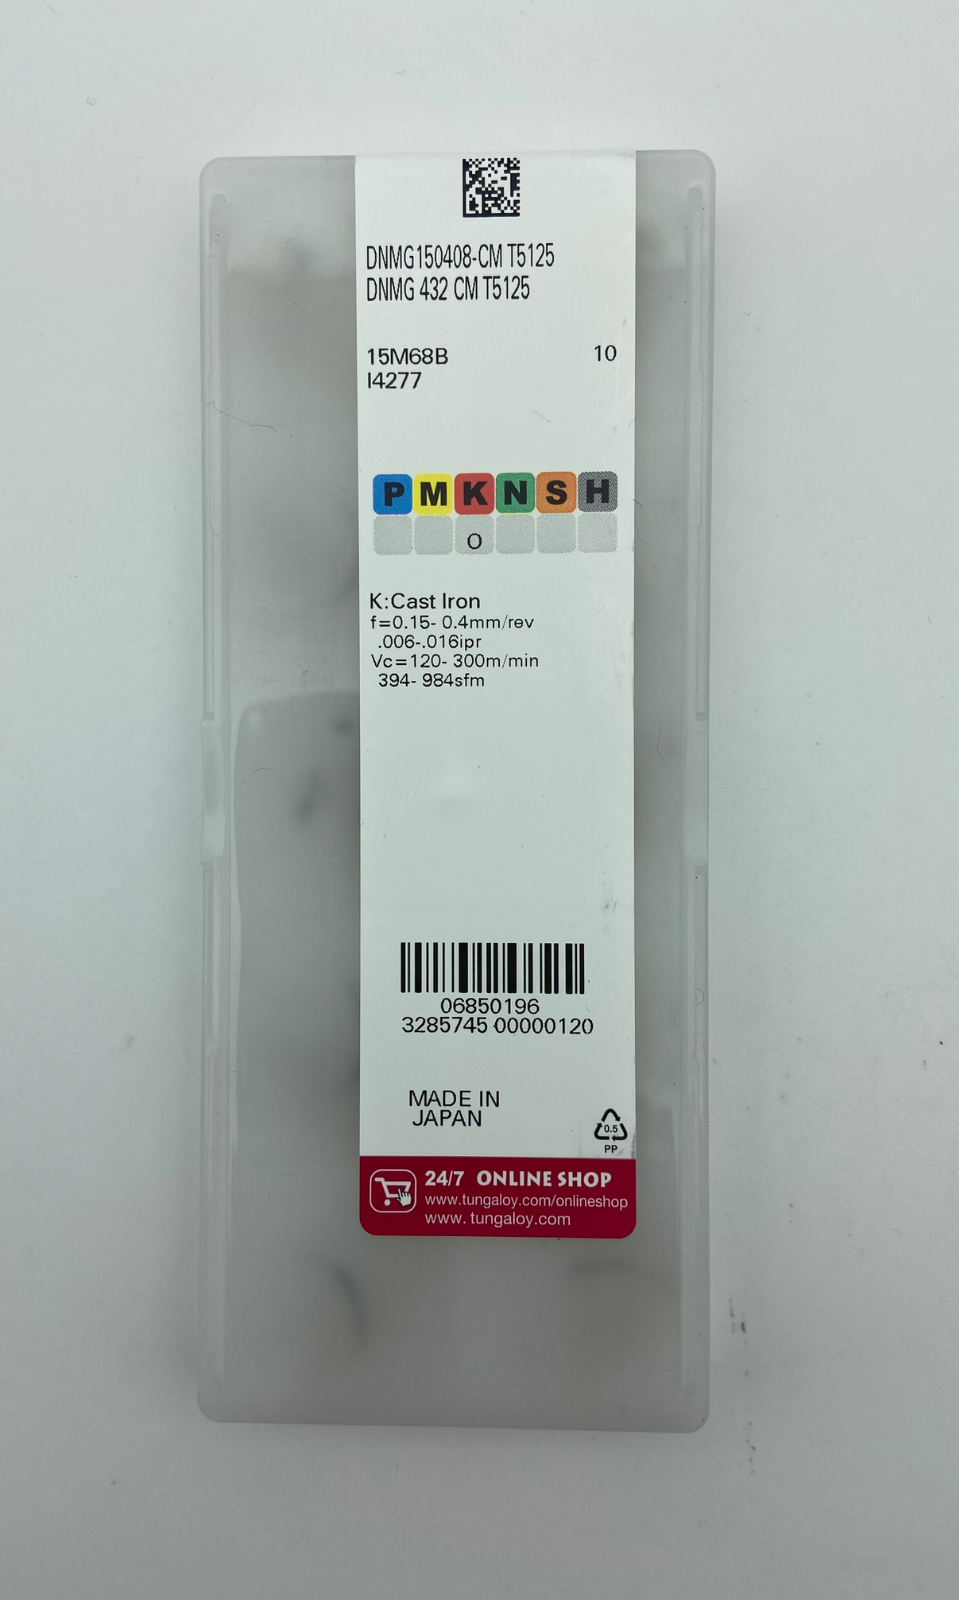 DNMG150408-CM T5125
DNMG 432 CM T5125
15M68B 10
I4277
P M K N S H
O
K:Cast Iron
f=0.15- 0.4mm/rev
.006-.016ipr
Vc=120- 300m/min
394- 984sfm
06850196
3285745 00000120
MADE IN
JAPAN
0.5
PP
24/7 ONLINE SHOP
www.tungaloy.com/onlineshop
www.tungaloy.com